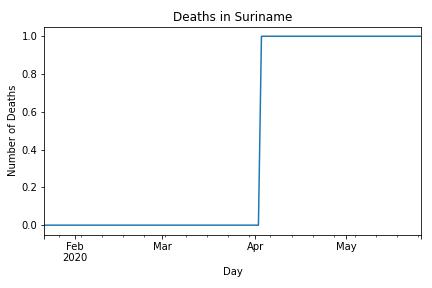 Deaths in Suriname
Number of Deaths
1.0
0.8
0.6
0.4
0.2
0.0
Feb
2020
Mar
Apr
May
Day